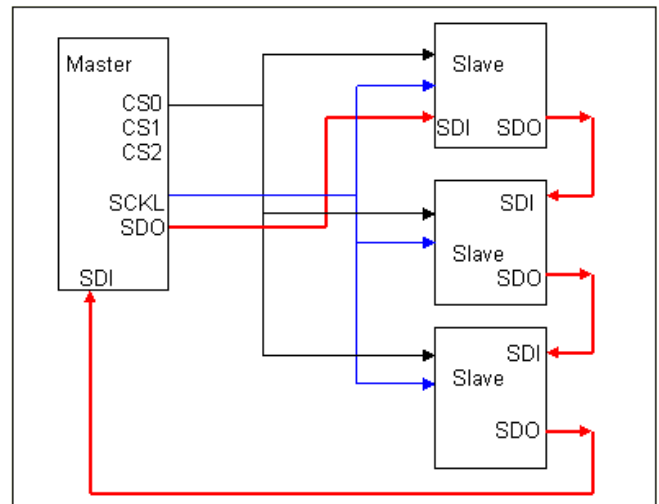 Master
CS0
CS1
CS2
SCKL
SDO
SDI
Slave
SDI SDO
SDI
Slave
SDO
SDI
Slave
SDO